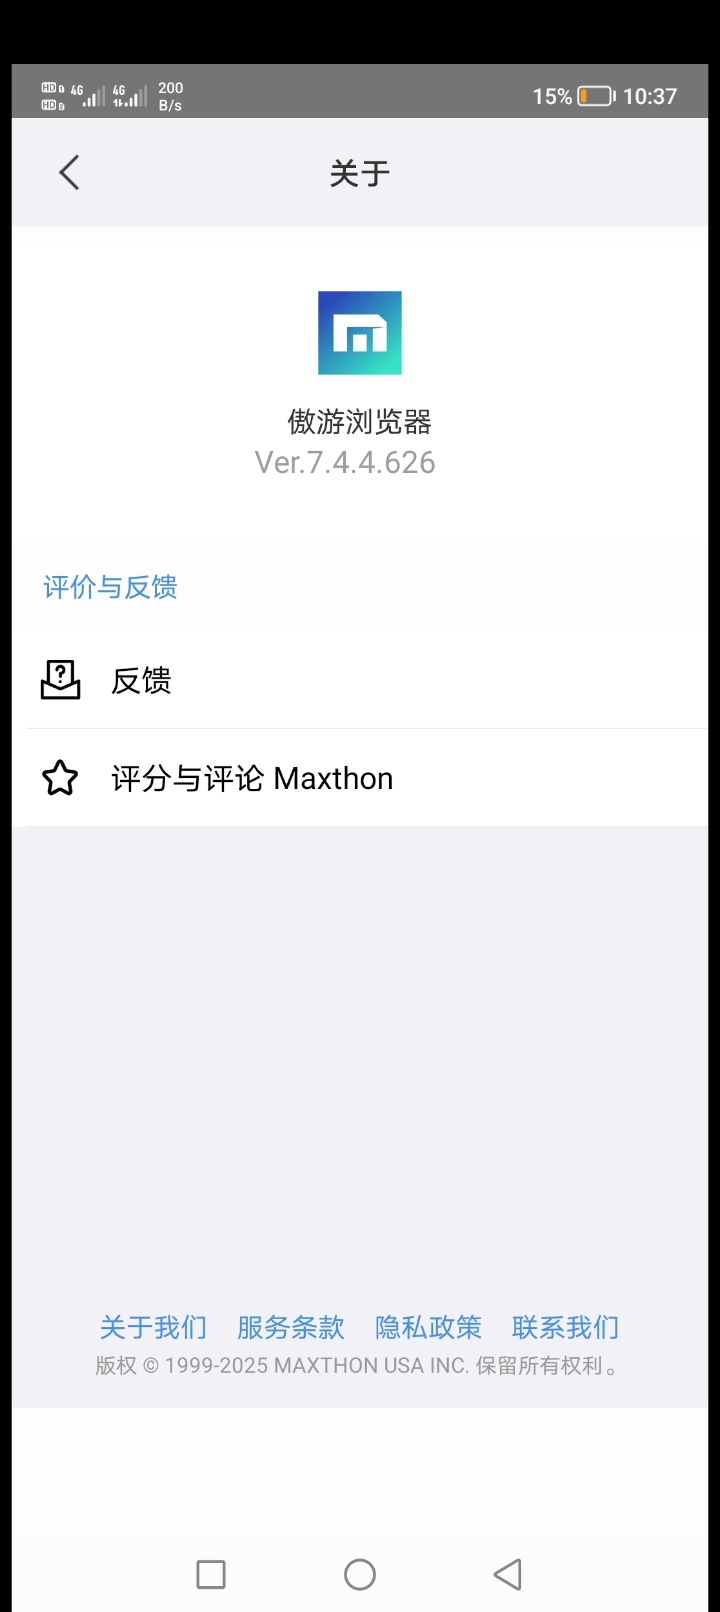 HD 1 4G 4G 200
HD 2 B/s
15% 10:37
关于
傲游浏览器
Ver.7.4.4.626
评价与反馈
反馈
评分与评论 Maxthon
关于我们 服务条款 隐私政策 联系我们
版权 © 1999-2025 MAXTHON USA INC. 保留所有权利。